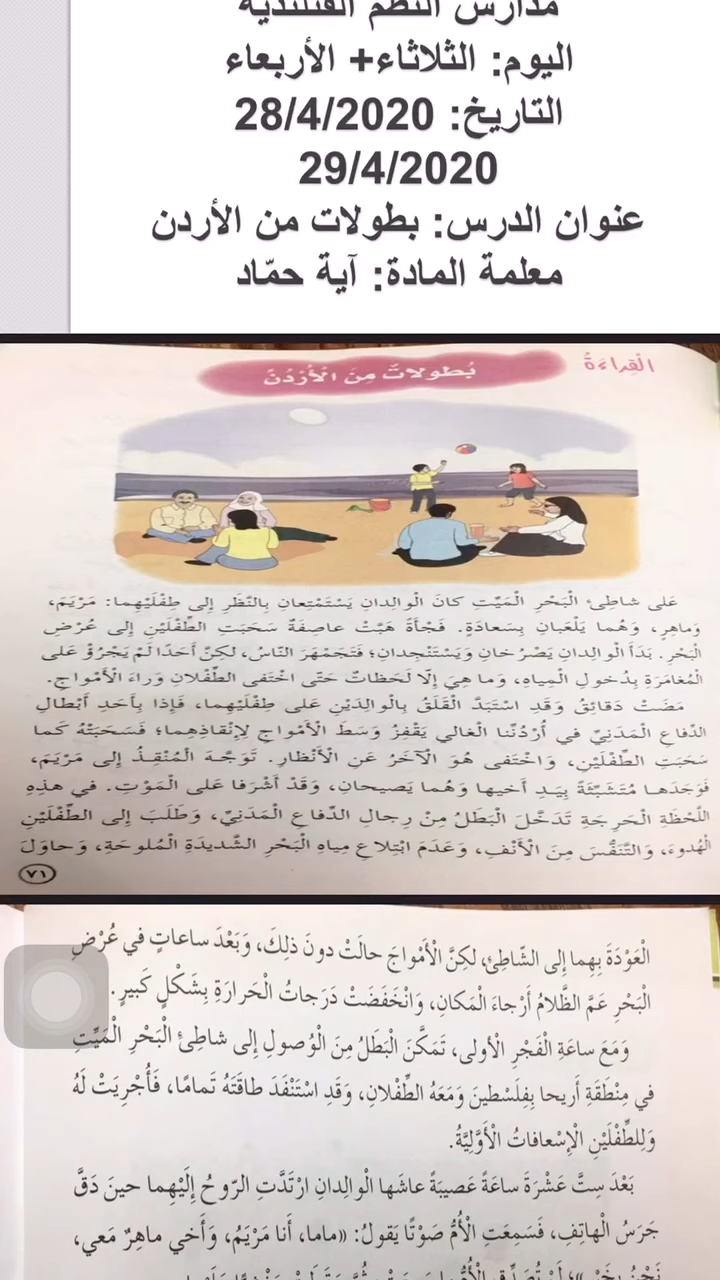 مدارس النظم الفنلندية
اليوم: الثلاثاء+ الأربعاء
التاريخ: 28/4/2020
29/4/2020
عنوان الدرس: بطولات من الأردن
معلمة المادة: آية حمّاد
الْقِراءَةُ
بُطولاتٌ مِنَ الْأُرْدُنِّ
عَلى شاطِئِ الْبَحْرِ الْمَيِّتِ كانَ الْوالِدانِ يَسْتَمْتِعانِ بِالنَّظَرِ إِلى طِفْلَيْهِما: مَرْيَمَ،
وَماهِرٍ، وَهُما يَلْعَبانِ بِسَعادَةٍ. فَجْأَةً هَبَّتْ عاصِفَةٌ سَحَبَتِ الطِّفْلَيْنِ إِلى عُرْضِ
الْبَحْرِ. بَدَأَ الْوالِدانِ يَصْرُخانِ وَيَسْتَنْجِدانِ؛ فَتَجَمْهَرَ النّاسُ، لكِنَّ أَحَدًا لَمْ يَجْرُؤْ عَلى
الْمُغامَرَةِ بِدُخولِ الْمِياهِ، وَما هِيَ إِلّا لَحَظاتٌ حَتّى اخْتَفى الطِّفْلانِ وَراءَ الْأَمْواجِ.
مَضَتْ دَقائِقُ وَقَدِ اسْتَبَدَّ الْقَلَقُ بِالْوالِدَيْنِ عَلى طِفْلَيْهِما، فَإِذا بِأَحَدِ أَبْطالِ
الدِّفاعِ الْمَدَنِيِّ في أُرْدُنِّنا الْغالي يَقْفِزُ وَسَطَ الْأَمْواجِ لِإِنْقاذِهِما؛ فَسَحَبَتْهُ كَما
سَحَبَتِ الطِّفْلَيْنِ، وَاخْتَفى هُوَ الْآخَرُ عَنِ الْأَنْظارِ. تَوَجَّهَ الْمُنْقِذُ إِلى مَرْيَمَ،
فَوَجَدَها مُتَشَبِّثَةً بِيَدِ أَخيها وَهُما يَصيحانِ، وَقَدْ أَشْرَفا عَلى الْمَوْتِ. في هذِهِ
اللَّحْظَةِ الْحَرِجَةِ تَدَخَّلَ الْبَطَلُ مِنْ رِجالِ الدِّفاعِ الْمَدَنِيِّ، وَطَلَبَ إِلى الطِّفْلَيْنِ
الْهُدوءَ، وَالتَّنَفُّسَ مِنَ الْأَنْفِ، وَعَدَمَ ابْتِلاعِ مِياهِ الْبَحْرِ الشَّديدَةِ الْمُلوحَةِ، وَحاوَلَ
٧١
الْعَوْدَةَ بِهِما إِلى الشّاطِئِ، لكِنَّ الْأَمْواجَ حالَتْ دونَ ذلِكَ، وَبَعْدَ ساعاتٍ في عُرْضِ
الْبَحْرِ عَمَّ الظَّلامُ أَرْجاءَ الْمَكانِ، وَانْخَفَضَتْ دَرَجاتُ الْحَرارَةِ بِشَكْلٍ كَبيرٍ.
وَمَعَ ساعَةِ الْفَجْرِ الْأولى، تَمَكَّنَ الْبَطَلُ مِنَ الْوُصولِ إِلى شاطِئِ الْبَحْرِ الْمَيِّتِ
في مِنْطَقَةِ أَريحا بِفِلَسْطينَ وَمَعَهُ الطِّفْلانِ، وَقَدِ اسْتَنْفَدَ طاقَتَهُ تَمامًا، فَأُجْرِيَتْ لَهُ
وَلِلطِّفْلَيْنِ الْإِسْعافاتُ الْأَوَّلِيَّةُ.
بَعْدَ سِتَّ عَشْرَةَ ساعَةً عَصيبَةً عاشَها الْوالِدانِ ارْتَدَّتِ الرّوحُ إِلَيْهِما حينَ دَقَّ
جَرَسُ الْهاتِفِ، فَسَمِعَتِ الْأُمُّ صَوْتًا يَقولُ: «ماما، أَنا مَرْيَمُ، وَأَخي ماهِرٌ مَعي،